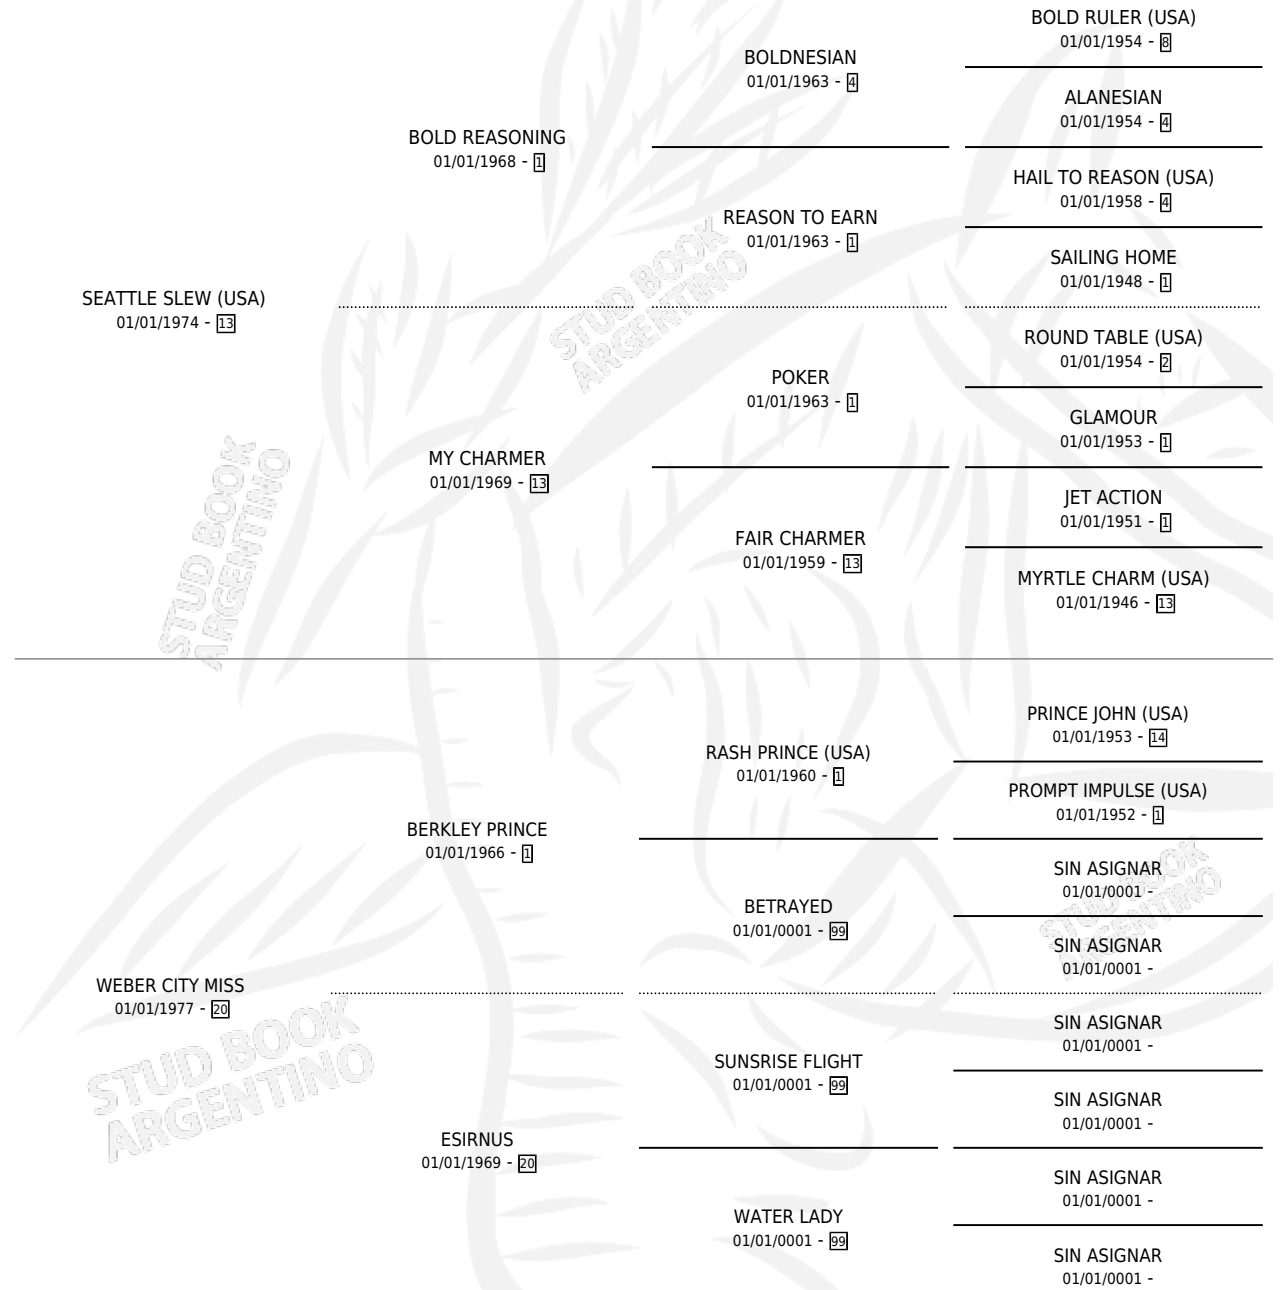 BOLD RULER (USA)
01/01/1954 - 8
BOLDNESIAN
01/01/1963 - 4
ALANESIAN
01/01/1954 - 4
BOLD REASONING
01/01/1968 - 1
HAIL TO REASON (USA)
01/01/1958 - 4
REASON TO EARN
01/01/1963 - 1
SAILING HOME
01/01/1948 - 1
SEATTLE SLEW (USA)
01/01/1974 - 13
ROUND TABLE (USA)
01/01/1954 - 2
POKER
01/01/1963 - 1
GLAMOUR
01/01/1953 - 1
MY CHARMER
01/01/1969 - 13
JET ACTION
01/01/1951 - 1
FAIR CHARMER
01/01/1959 - 13
MYRTLE CHARM (USA)
01/01/1946 - 13
STUD BOOK
ARGENTINO
STUD BOOK
ARGENTINO
PRINCE JOHN (USA)
01/01/1953 - 14
RASH PRINCE (USA)
01/01/1960 - 1
PROMPT IMPULSE (USA)
01/01/1952 - 1
BERKLEY PRINCE
01/01/1966 - 1
SIN ASIGNAR
01/01/0001 -
BETRAYED
01/01/0001 - 99
SIN ASIGNAR
01/01/0001 -
WEBER CITY MISS
01/01/1977 - 20
SIN ASIGNAR
01/01/0001 -
SUNSRISE FLIGHT
01/01/0001 - 99
SIN ASIGNAR
01/01/0001 -
ESIRNUS
01/01/1969 - 20
SIN ASIGNAR
01/01/0001 -
WATER LADY
01/01/0001 - 99
SIN ASIGNAR
01/01/0001 -
STUD BOOK
ARGENTINO
STUD BOOK
ARGENTINO